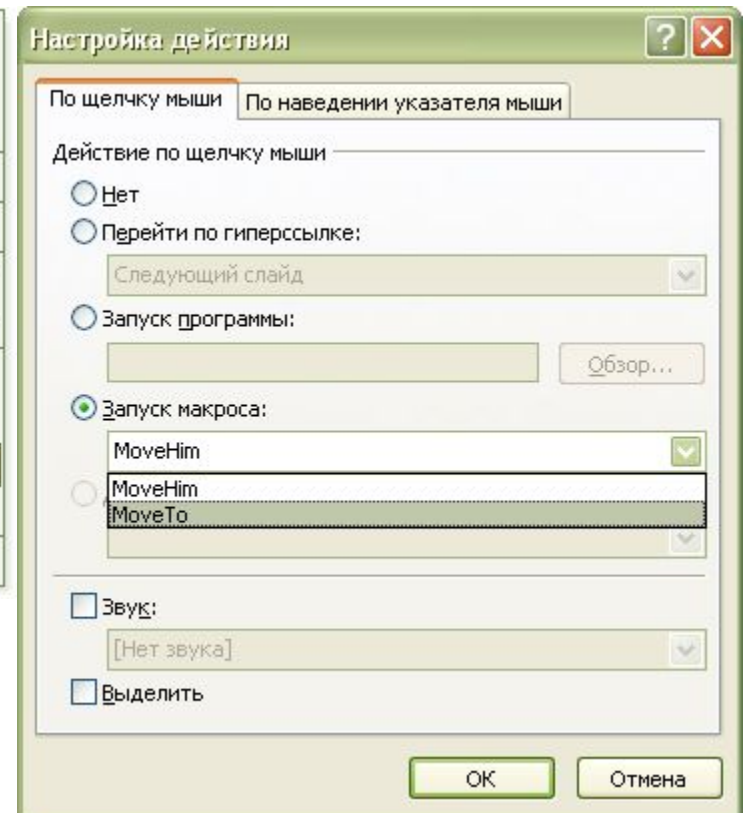 Настройка действия
По щелчку мыши По наведении указателя мыши
Действие по щелчку мыши
Нет
Перейти по гиперссылке:
Следующий слайд
Запуск программы:
Обзор...
Запуск макроса:
MoveHim
MoveHim
MoveTo
Звук:
[Нет звука]
Выделить
ОК Отмена